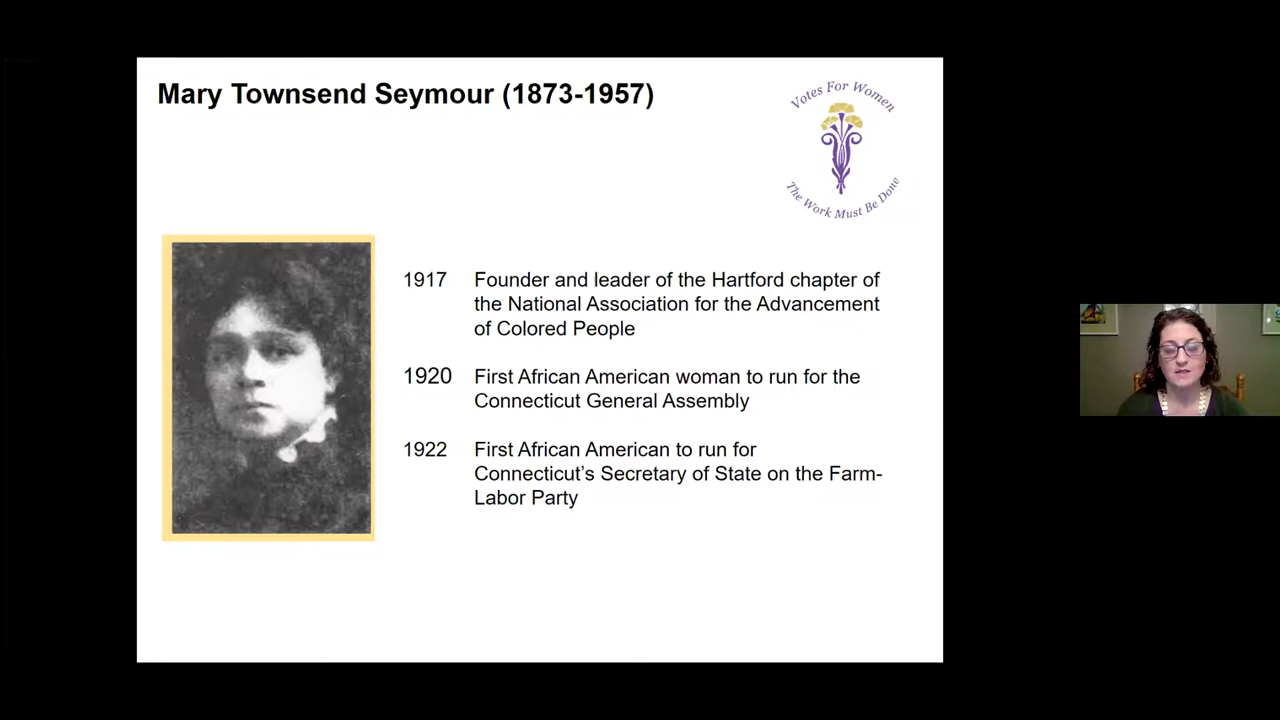 Mary Townsend Seymour (1873-1957)
Votes For Women
The Work Must Be Done
1917 Founder and leader of the Hartford chapter of
the National Association for the Advancement
of Colored People
1920 First African American woman to run for the
Connecticut General Assembly
1922 First African American to run for
Connecticut’s Secretary of State on the Farm-
Labor Party